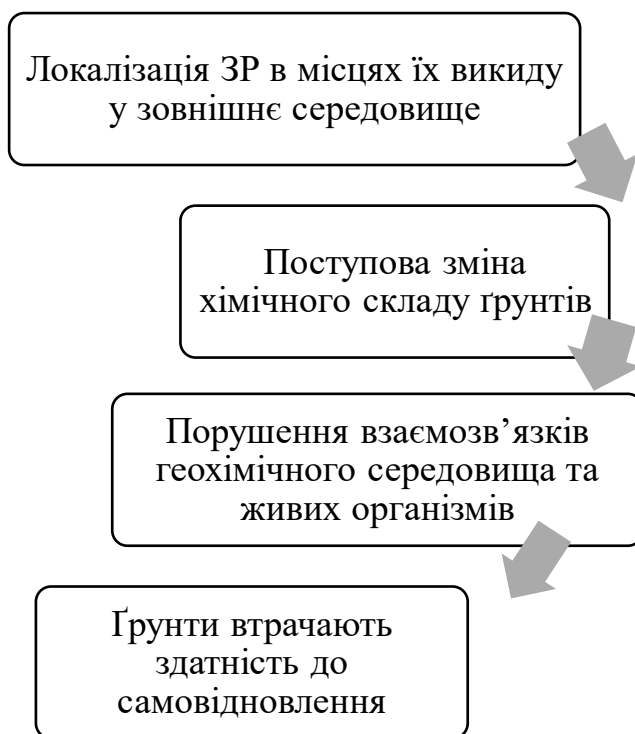 Локалізація ЗР в місцях їх викиду
у зовнішнє середовище
Поступова зміна
хімічного складу ґрунтів
Порушення взаємозв’язків
геохімічного середовища та
живих організмів
Ґрунти втрачають
здатність до
самовідновлення